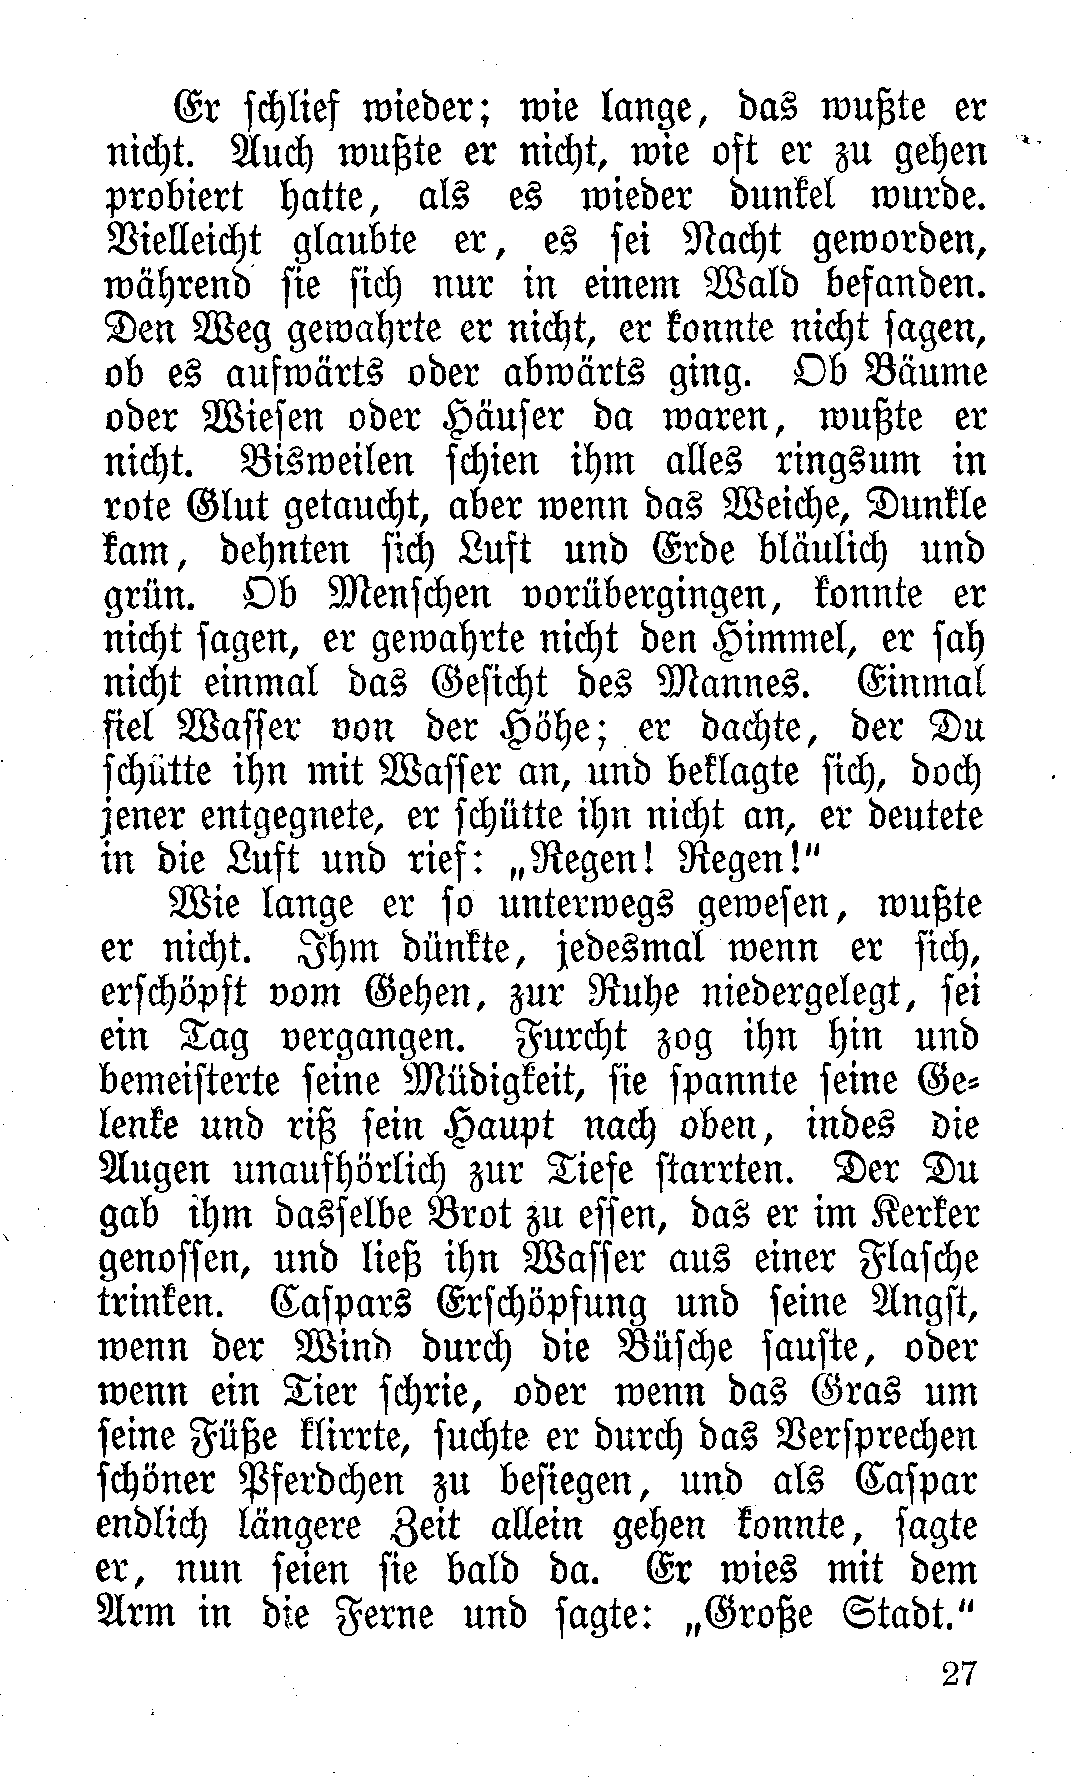 Er schlief wieder; wie lange, das wußte er
nicht. Auch wußte er nicht, wie oft er zu gehen
probiert hatte, als es wieder dunkel wurde.
Vielleicht glaubte er, es sei Nacht geworden,
während sie sich nur in einem Wald befanden.
Den Weg gewahrte er nicht, er konnte nicht sagen,
ob es aufwärts oder abwärts ging. Ob Bäume
oder Wiesen oder Häuser da waren, wußte er
nicht. Bisweilen schien ihm alles ringsum in
rote Glut getaucht, aber wenn das Weiche, Dunkle
kam, dehnten sich Luft und Erde bläulich und
grün. Ob Menschen vorübergingen, konnte er
nicht sagen, er gewahrte nicht den Himmel, er sah
nicht einmal das Gesicht des Mannes. Einmal
fiel Wasser von der Höhe; er dachte, der Du
schütte ihn mit Wasser an, und beklagte sich, doch
jener entgegnete, er schütte ihn nicht an, er deutete
in die Luft und rief: „Regen! Regen!“
Wie lange er so unterwegs gewesen, wußte
er nicht. Ihm dünkte, jedesmal wenn er sich,
erschöpft vom Gehen, zur Ruhe niedergelegt, sei
ein Tag vergangen. Furcht zog ihn hin und
bemeisterte seine Müdigkeit, sie spannte seine Ge-
lenke und riß sein Haupt nach oben, indes die
Augen unaufhörlich zur Tiefe starrten. Der Du
gab ihm dasselbe Brot zu essen, das er im Kerker
genossen, und ließ ihn Wasser aus einer Flasche
trinken. Caspars Erschöpfung und seine Angst,
wenn der Wind durch die Büsche sauste, oder
wenn ein Tier schrie, oder wenn das Gras um
seine Füße klirrte, suchte er durch das Versprechen
schöner Pferdchen zu besiegen, und als Caspar
endlich längere Zeit allein gehen konnte, sagte
er, nun seien sie bald da. Er wies mit dem
Arm in die Ferne und sagte: „Große Stadt.“
27